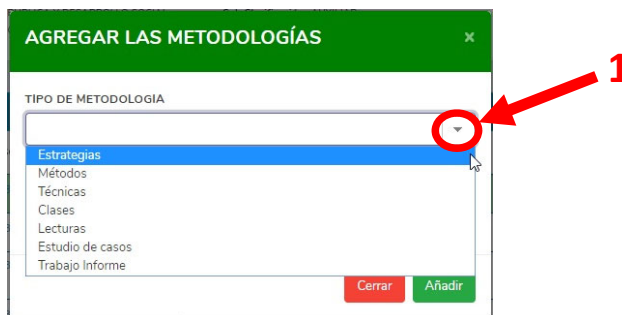 AGREGAR LAS METODOLOGÍAS ×
1
TIPO DE METODOLOGIA
Estrategias
Métodos
Técnicas
Clases
Lecturas
Estudio de casos
Trabajo Informe
Cerrar Añadir